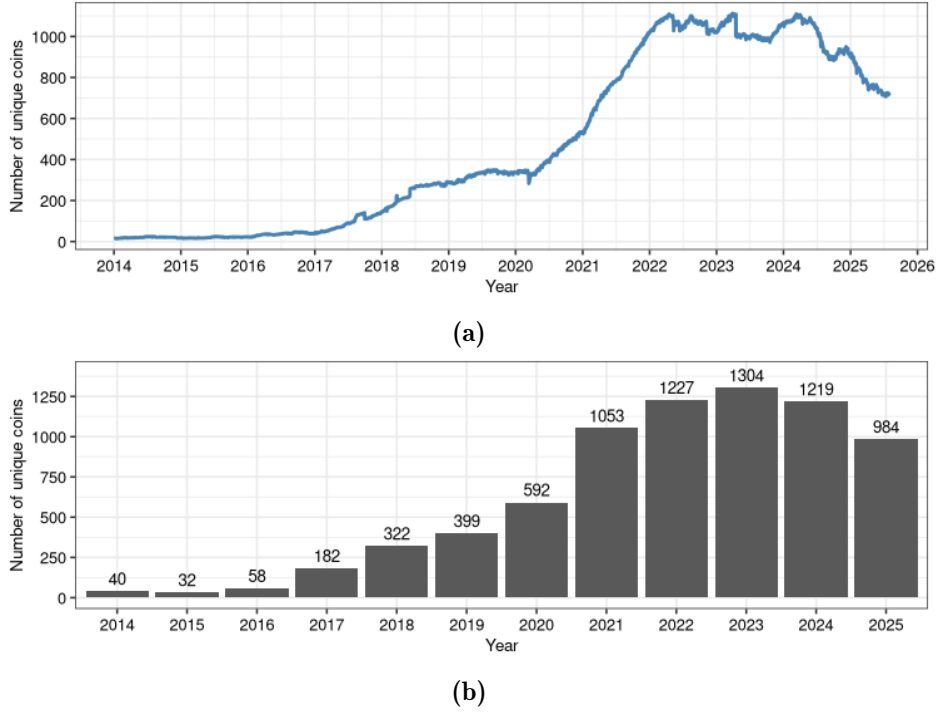 1000
800
600
400
200
0
Number of unique coins
2014 2015 2016 2017 2018 2019 2020 2021 2022 2023 2024 2025 2026
Year
(a)
1250
1000
750
500
250
0
Number of unique coins
40 32 58 182 322 399 592 1053 1227 1304 1219 984
2014 2015 2016 2017 2018 2019 2020 2021 2022 2023 2024 2025
Year
(b)